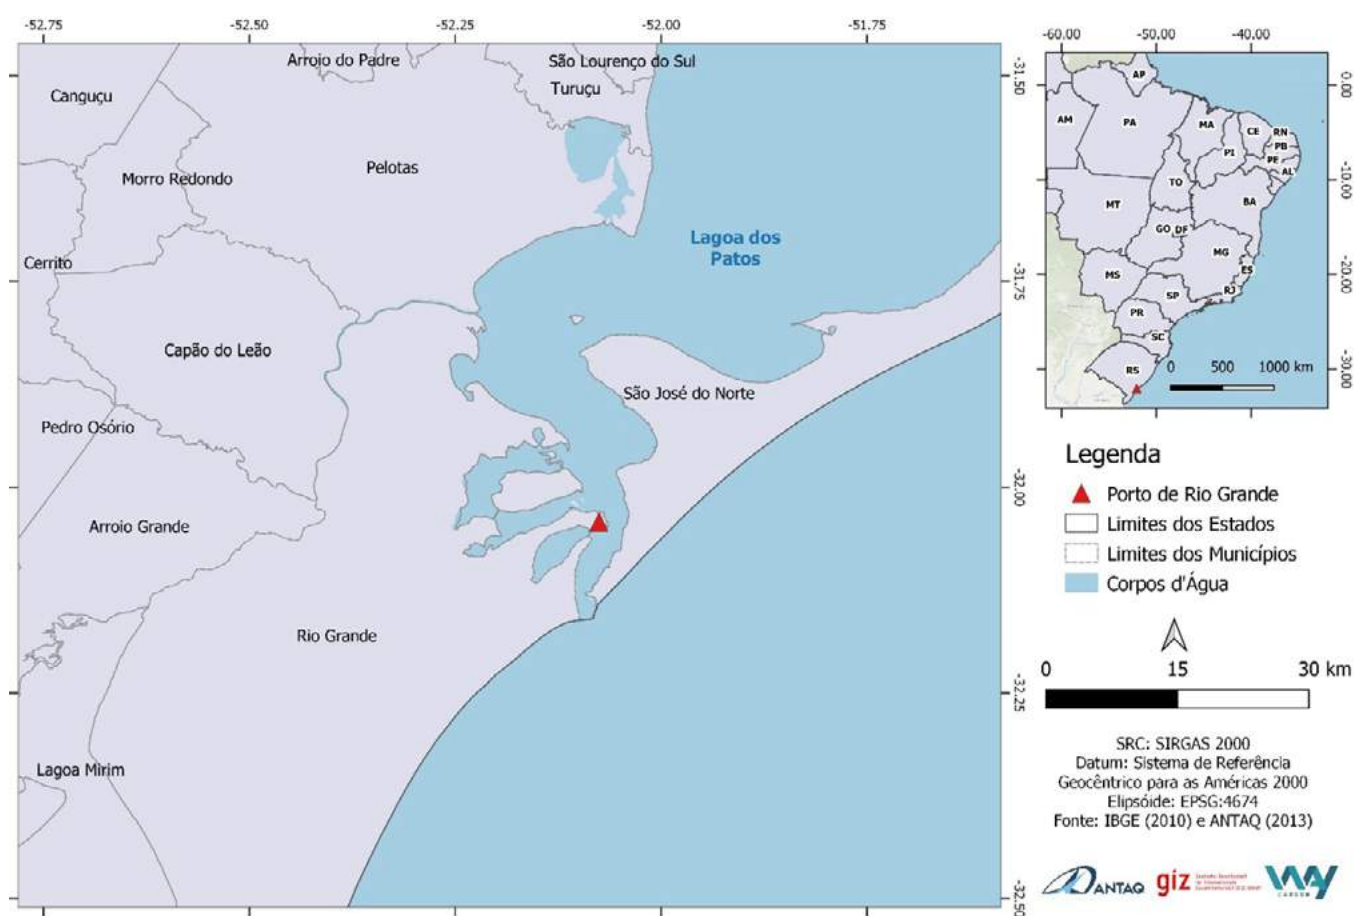 -52.75
-52.50
-52.25
-52.00
-51.75
Arroio do Padre
São Lourenço do Sul
Turuçu
Canguçu
Pelotas
Morro Redondo
Lagoa dos
Patos
Cerrito
Capão do Leão
São José do Norte
Pedro Osório
Arroio Grande
Rio Grande
Lagoa Mirim
-31.50
-31.75
-32.00
-32.25
-32.50
-60.00
-50.00
-40.00
0.00
-10.00
-20.00
-30.00
AP
AM
PA
MA
CE
RN
PB
PI
PE
AL
TO
MT
BA
GO
DF
MG
ES
MS
SP
RJ
PR
SC
RS
0 500 1000 km
Legenda
Porto de Rio Grande
Limites dos Estados
Limites dos Municípios
Corpos d'Água
0 15 30 km
SRC: SIRGAS 2000
Datum: Sistema de Referência
Geocêntrico para as Américas 2000
Elipsóide: EPSG:4674
Fonte: IBGE (2010) e ANTAQ (2013)
ANTAQ
giz
WAY
CARBON